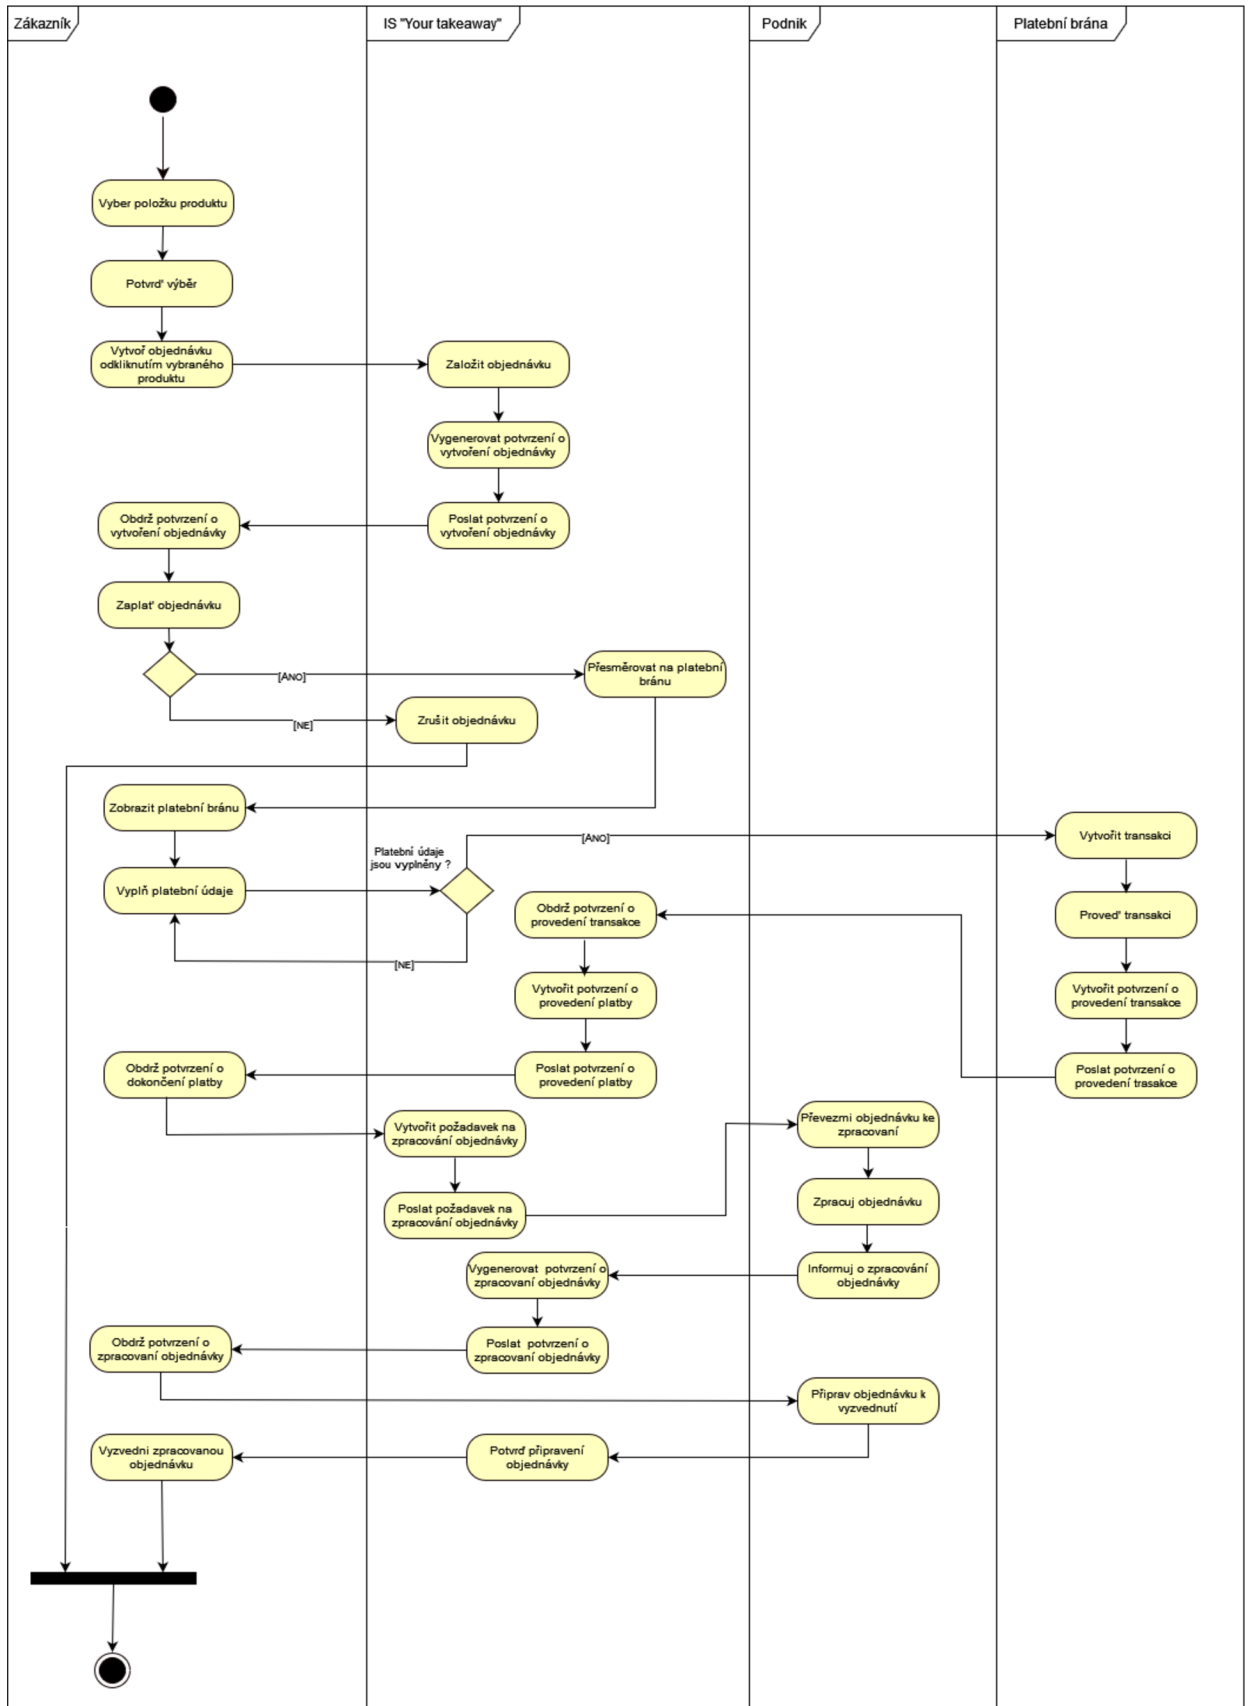 Zákazník
IS "Your takeaway"
Podnik
Platební brána
Vyber položku produktu
Potvrd' výběr
Vytvoř objednávku
odkliknutím vybraného
produktu
Založit objednávku
Vygenerovat potvrzení o
vytvoření objednávky
Obdrž potvrzení o
vytvoření objednávky
Poslat potvrzení o
vytvoření objednávky
Zaplat' objednávku
[ANO]
Přesměrovat na platební
bránu
[NE]
Zrušit objednávku
Zobrazit platební bránu
Platební údaje
jsou vyplněny ?
[ANO]
Vytvořit transakci
Vyplň platební údaje
[NE]
Obdrž potvrzení o
provedení transakce
Proved' transakci
Vytvořit potvrzení o
provedení platby
Vytvořit potvrzení o
provedení transakce
Obdrž potvrzení o
dokončení platby
Poslat potvrzení o
provedení platby
Poslat potvrzení o
provedení trasakce
Vytvořit požadavek na
zpracování objednávky
Převezmi objednávku ke
zpracovaní
Poslat požadavek na
zpracování objednávky
Zpracuj objednávku
Vygenerovat  potvrzení o
zpracovaní objednávky
Informuj o zpracování
objednávky
Obdrž potvrzení o
zpracovaní objednávky
Poslat  potvrzení o
zpracovaní objednávky
Připrav objednávku k
vyzvednutí
Vyzvedni zpracovanou
objednávku
Potvrď připravení
objednávky